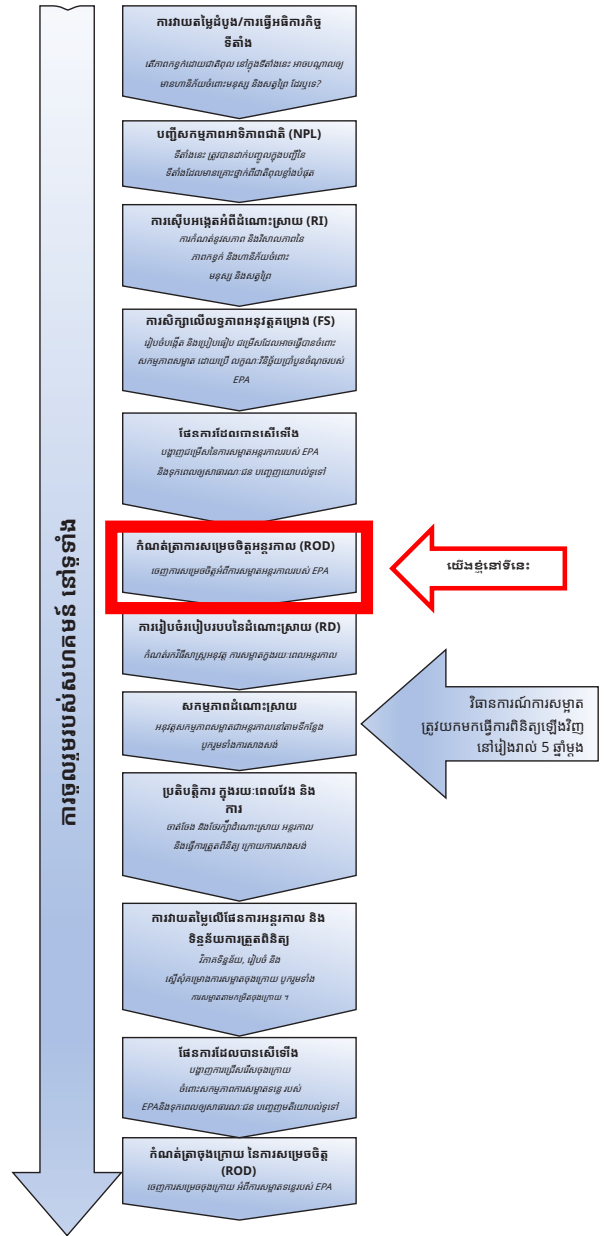 ការវាយតម្លៃដំបូង/ការធ្វើអធិការកិច្ច
ទីតាំង
តើភាពកខ្វក់ដោយជាតិពុល នៅក្នុងទីតាំងនេះ អាចបណ្តាលឲ្យ
មានហានិភ័យចំពោះមនុស្ស និងសត្វព្រៃ ដែរឬទេ?
បញ្ជីសកម្មភាពអាទិភាពជាតិ (NPL)
ទីតាំងនេះ ត្រូវបានដាក់បញ្ចូលក្នុងបញ្ជីនៃ
ទីតាំងដែលមានគ្រោះថ្នាក់ពីជាតិពុលខ្លាំងបំផុត
ការស៊ើបអង្កេតអំពីដំណោះស្រាយ (RI)
ការកំណត់នូវសភាព និងវិសាលភាពនៃ
ភាពកខ្វក់ និងហានិភ័យចំពោះ
មនុស្ស និងសត្វព្រៃ
ការសិក្សាលើលទ្ធភាពអនុវត្តគម្រោង (FS)
រៀបចំបង្កើត និងប្រៀបធៀប ជម្រើសដែលអាចធ្វើបានចំពោះ
សកម្មភាពសម្អាត ដោយប្រើ លក្ខណៈវិនិច្ឆ័យប្រាំបួនចំណុចរបស់
EPA
ផែនការដែលបានស្នើឡើង
បង្ហាញជម្រើសនៃការសម្អាតអន្តរកាលរបស់ EPA
និងទុកពេលឲ្យសាធារណៈជន បញ្ចេញយោបល់ទូទៅ
កំណត់ត្រាការសម្រេចចិត្តអន្តរកាល (ROD)
ចេញការសម្រេចចិត្តអំពីការសម្អាតអន្តរកាលរបស់ EPA
យើងខ្ញុំនៅទីនេះ
ការរៀបចំរបៀបរបបនៃដំណោះស្រាយ (RD)
កំណត់រកវិធីសាស្ត្រអនុវត្ត ការសម្អាតក្នុងរយៈពេលអន្តរកាល
សកម្មភាពដំណោះស្រាយ
អនុវត្តសកម្មភាពសម្អាតជាអន្តរកាលនៅតាមទីកន្លែង
បូករួមទាំងការសាងសង់
វិធានការណ៍ការសម្អាត
ត្រូវយកមកធ្វើការពិនិត្យឡើងវិញ
នៅរៀងរាល់ 5 ឆ្នាំម្តង
ប្រតិបត្តិការ ក្នុងរយៈពេលវែង និង
ការ
ចាត់ចែង និងថែរក្សាដំណោះស្រាយ អន្តរកាល
និងធ្វើការត្រួតពិនិត្យ ក្រោយការសាងសង់
ការវាយតម្លៃលើផែនការអន្តរកាល និង
ទិន្នន័យការត្រួតពិនិត្យ
វិភាគទិន្នន័យ, រៀបចំ និង
ស្នើសុំគម្រោងការសម្អាតចុងក្រោយ បូករួមទាំង
ការសម្អាតតាមកម្រិតចុងក្រោយ ។
ផែនការដែលបានស្នើឡើង
បង្ហាញការជ្រើសរើសចុងក្រោយ
ចំពោះសកម្មភាពការសម្អាតទន្លេ របស់
EPAនិងទុកពេលឲ្យសាធារណៈជន បញ្ចេញមតិយោបល់ទូទៅ
កំណត់ត្រាចុងក្រោយ នៃការសម្រេចចិត្ត
(ROD)
ចេញការសម្រេចចុងក្រោយ អំពីការសម្អាតទន្លេរបស់ EPA
ការចូលរួមរបស់សហគមន៍ នៅទូទាំង